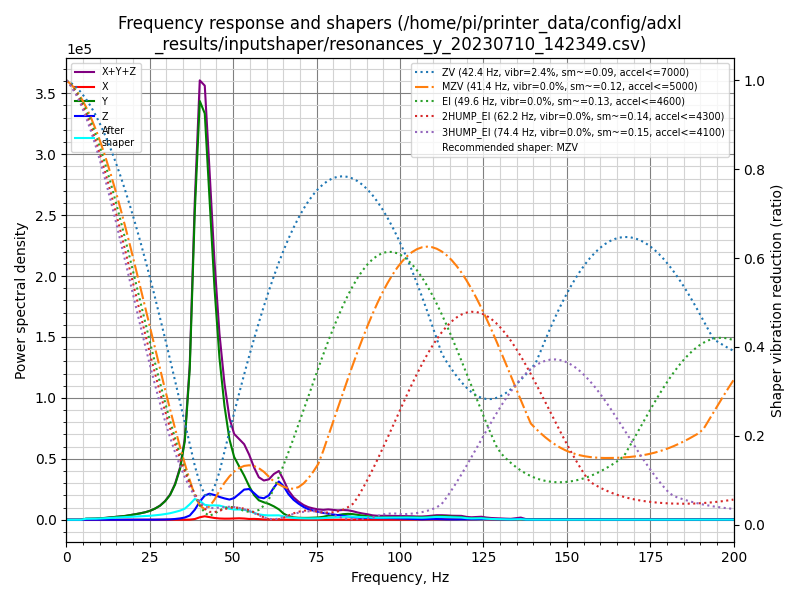 Frequency response and shapers (/home/pi/printer_data/config/adxl
_results/inputshaper/resonances_y_20230710_142349.csv)
1e5
X+Y+Z
X
Y
Z
After
shaper
ZV (42.4 Hz, vibr=2.4%, sm~=0.09, accel<=7000)
MZV (41.4 Hz, vibr=0.0%, sm~=0.12, accel<=5000)
EI (49.6 Hz, vibr=0.0%, sm~=0.13, accel<=4600)
2HUMP_EI (62.2 Hz, vibr=0.0%, sm~=0.14, accel<=4300)
3HUMP_EI (74.4 Hz, vibr=0.0%, sm~=0.15, accel<=4100)
Recommended shaper: MZV
Power spectral density
3.5
3.0
2.5
2.0
1.5
1.0
0.5
0.0
1.0
0.8
0.6
0.4
0.2
0.0
Shaper vibration reduction (ratio)
0 25 50 75 100 125 150 175 200
Frequency, Hz